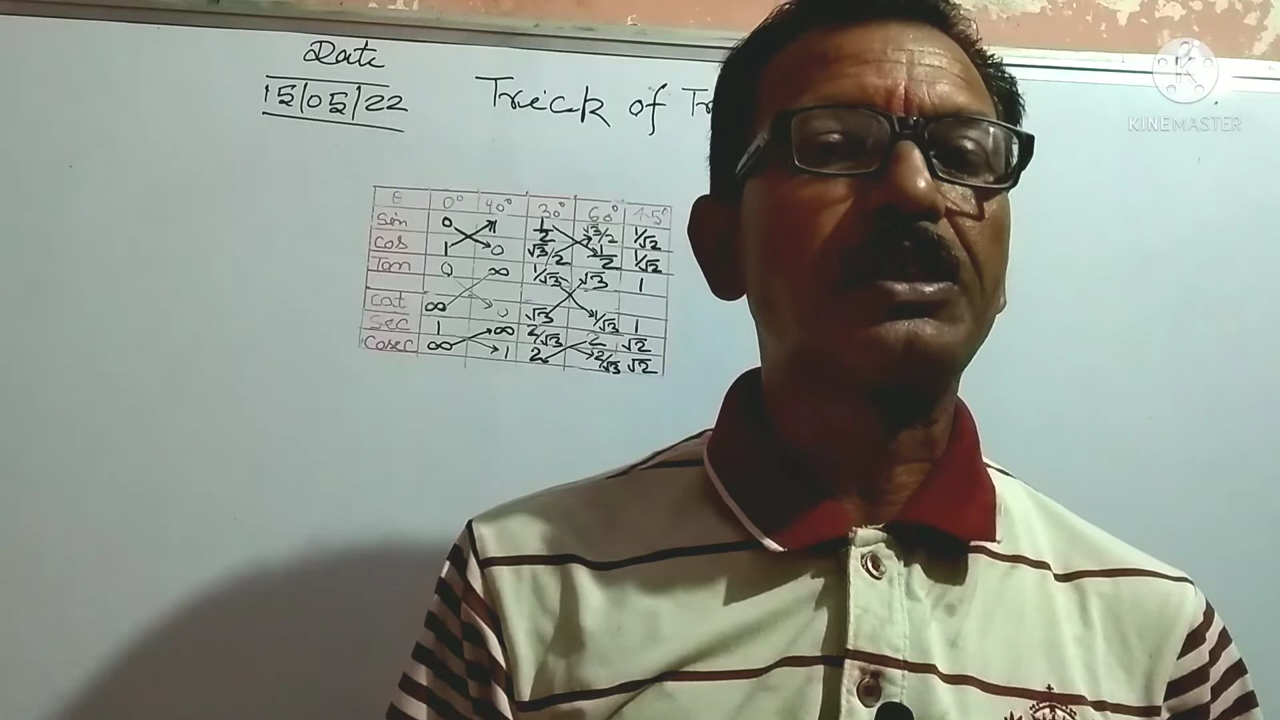 Date
15/05/22
Trick of Tr
KINEMASTER
θ 0° 90° 30° 60° 45°
Sin 0 1 1/2 √3/2 1/√2
Cos 1 0 √3/2 1/2 1/√2
Tan 0 ∞ 1/√3 √3 1
Cot ∞ 0 √3 1/√3 1
Sec 1 ∞ 2/√3 2 √2
Cosec ∞ 1 2 2/√3 √2